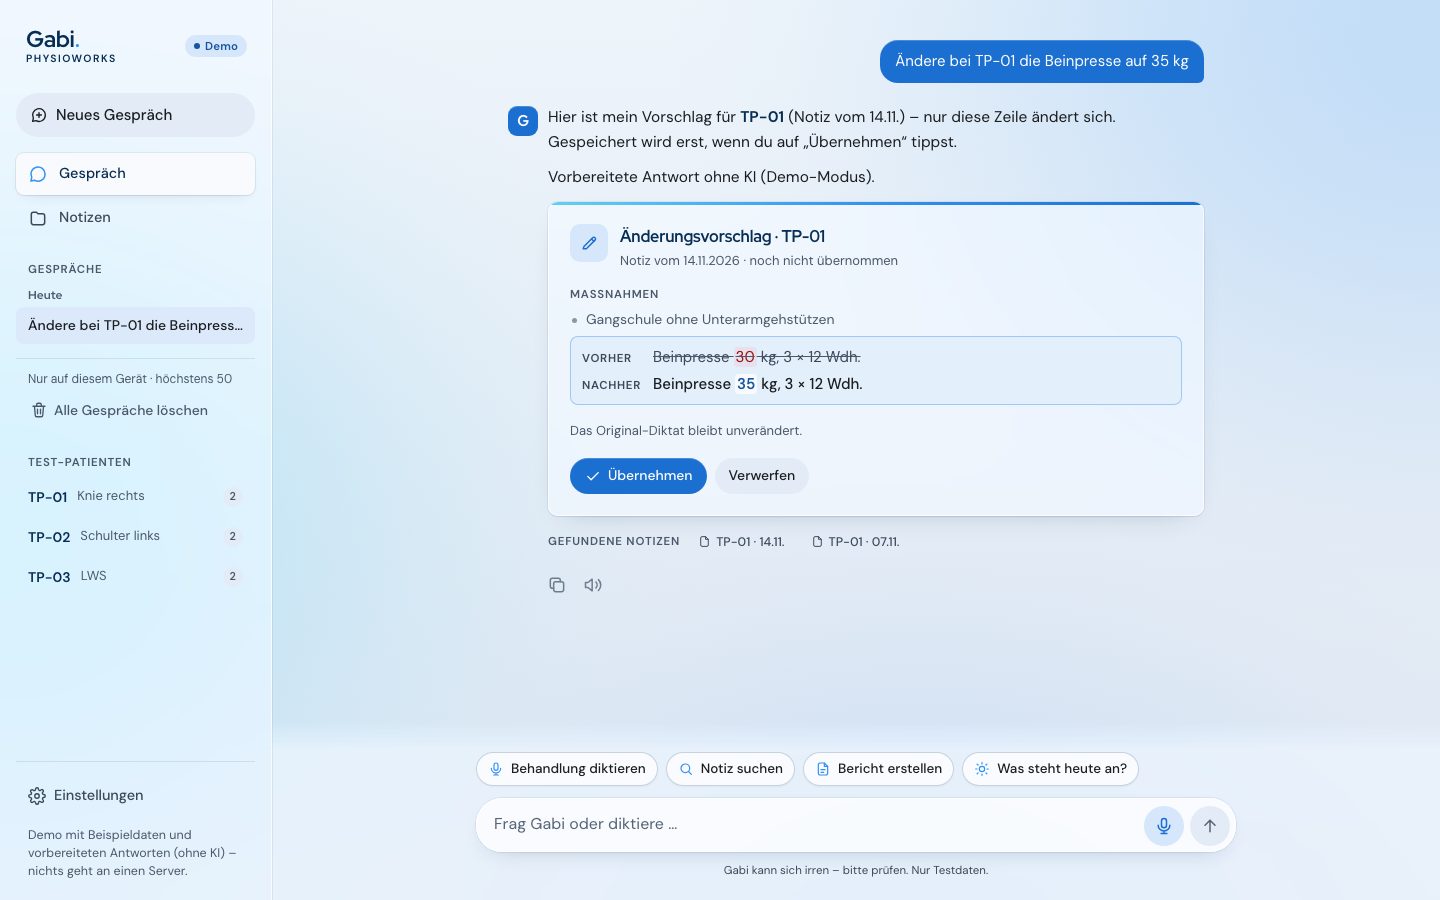 Gabi.
PHYSIOWORKS
Demo
Neues Gespräch
Gespräch
Notizen
GESPRÄCHE
Heute
Ändere bei TP-01 die Beinpress...
Nur auf diesem Gerät · höchstens 50
Alle Gespräche löschen
TEST-PATIENTEN
TP-01 Knie rechts 2
TP-02 Schulter links 2
TP-03 LWS 2
Einstellungen
Demo mit Beispieldaten und
vorbereiteten Antworten (ohne KI) –
nichts geht an einen Server.
Ändere bei TP-01 die Beinpresse auf 35 kg
G
Hier ist mein Vorschlag für TP-01 (Notiz vom 14.11.) – nur diese Zeile ändert sich.
Gespeichert wird erst, wenn du auf „Übernehmen“ tippst.
Vorbereitete Antwort ohne KI (Demo-Modus).
Änderungsvorschlag · TP-01
Notiz vom 14.11.2026 · noch nicht übernommen
MASSNAHMEN
• Gangschule ohne Unterarmgehstützen
VORHER Beinpresse 30 kg, 3 × 12 Wdh.
NACHHER Beinpresse 35 kg, 3 × 12 Wdh.
Das Original-Diktat bleibt unverändert.
Übernehmen Verwerfen
GEFUNDENE NOTIZEN TP-01 · 14.11. TP-01 · 07.11.
Behandlung diktieren Notiz suchen Bericht erstellen Was steht heute an?
Frag Gabi oder diktiere ...
Gabi kann sich irren – bitte prüfen. Nur Testdaten.